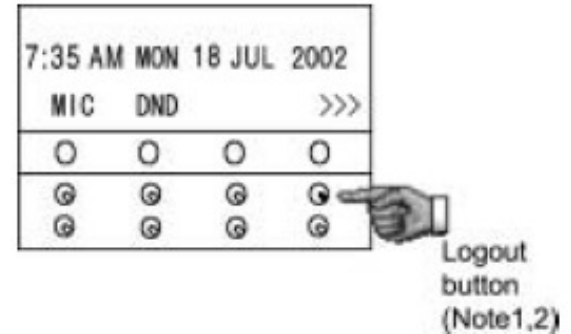 7:35 AM MON 18 JUL 2002
MIC DND >>>
Logout
button
(Note1,2)